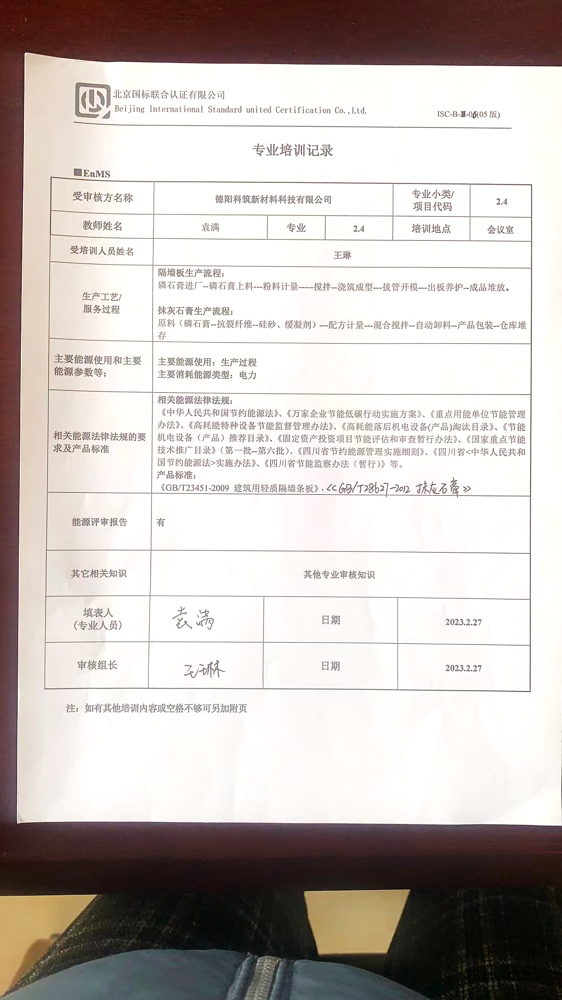 北京国标联合认证有限公司
Beijing International Standard united Certification Co.,Ltd.
ISC-B-Ⅱ-06(05 版)
专业培训记录
■EnMS
受审核方名称 德阳科筑新材料科技有限公司 专业小类/ 2.4
项目代码
教师姓名 袁满 专业 2.4 培训地点 会议室
受培训人员姓名 王琳
生产工艺/
服务过程
隔墙板生产流程：
磷石膏进厂--磷石膏上料---粉料计量-----搅拌--浇筑成型---拔管开模---出板养护--成品堆放。
抹灰石膏生产流程：
原料（磷石膏--抗裂纤维--硅砂、缓凝剂）---配方计量---混合搅拌--自动卸料--产品包装--仓库堆
存
主要能源使用和主要
能源参数等；
主要能源使用：生产过程
主要消耗能源类型：电力
相关能源法律法规的要
求及产品标准
相关能源法律法规：
《中华人民共和国节约能源法》、《万家企业节能低碳行动实施方案》、《重点用能单位节能管理
办法》、《高耗能特种设备节能监督管理办法》、《高耗能落后机电设备(产品)淘汰目录》、《节能
机电设备（产品）推荐目录》、《固定资产投资项目节能评估和审查暂行办法》、《国家重点节能
技术推广目录》（第一批--第六批）、《四川省节约能源管理实施细则》、《四川省<中华人民共和
国节约能源法>实施办法》、《四川省节能监察办法（暂行）》等。
产品标准：
《GB/T23451-2009 建筑用轻质隔墙条板》、《GB/T28627-2012 抹灰石膏》
能源评审报告 有
其它相关知识 其他专业审核知识
填表人
（专业人员）
袁满 日期 2023.2.27
审核组长 王琳 日期 2023.2.27
注：如有其他培训内容或空格不够可另加附页